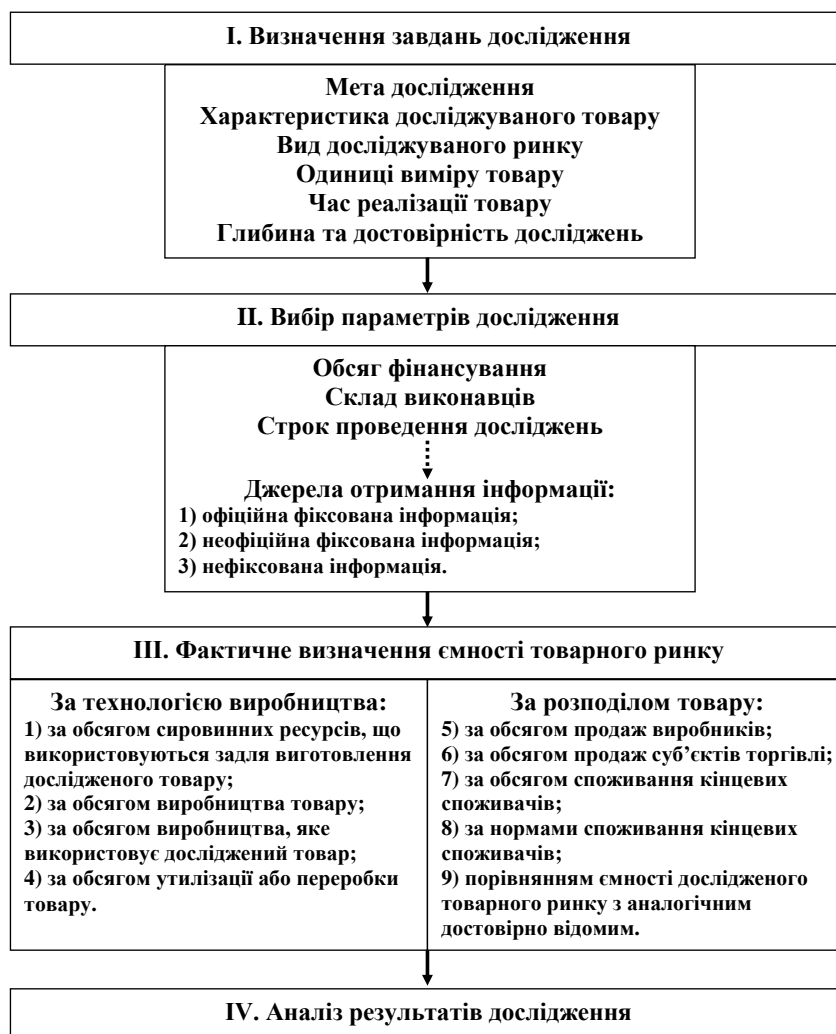 I. Визначення завдань дослідження
Мета дослідження
Характеристика досліджуваного товару
Вид досліджуваного ринку
Одиниці виміру товару
Час реалізації товару
Глибина та достовірність досліджень
II. Вибір параметрів дослідження
Обсяг фінансування
Склад виконавців
Строк проведення досліджень
Джерела отримання інформації:
1) офіційна фіксована інформація;
2) неофіційна фіксована інформація;
3) нефіксована інформація.
III. Фактичне визначення ємності товарного ринку
За технологією виробництва:
1) за обсягом сировинних ресурсів, що
використовуються задля виготовлення
дослідженого товару;
2) за обсягом виробництва товару;
3) за обсягом виробництва, яке
використовує досліджений товар;
4) за обсягом утилізації або переробки
товару.
За розподілом товару:
5) за обсягом продаж виробників;
6) за обсягом продаж суб’єктів торгівлі;
7) за обсягом споживання кінцевих
споживачів;
8) за нормами споживання кінцевих
споживачів;
9) порівнянням ємності дослідженого
товарного ринку з аналогічним
достовірно відомим.
IV. Аналіз результатів дослідження